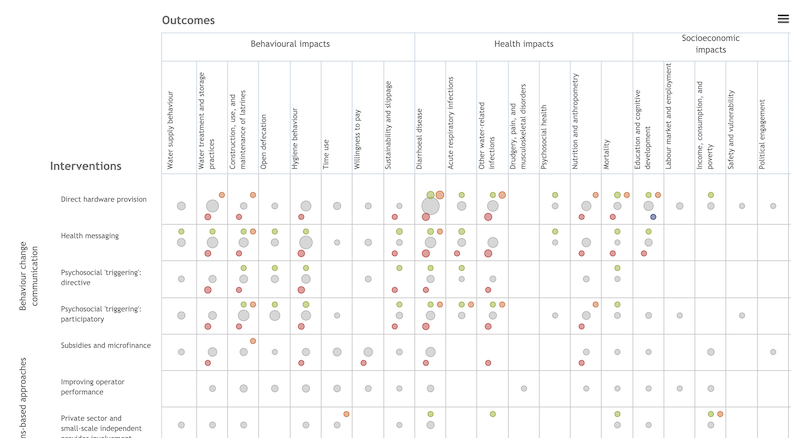 Outcomes
Behavioural impacts
Health impacts
Socioeconomic
impacts
Interventions
Water supply behaviour
Water treatment and storage
practices
Construction, use, and
maintenance of latrines
Open defecation
Hygiene behaviour
Time use
Willingness to pay
Sustainability and slippage
Diarrhoeal disease
Acute respiratory infections
Other water-related
infections
Drudgery, pain, and
musculoskeletal disorders
Psychosocial health
Nutrition and anthropometry
Mortality
Education and cognitive
development
Labour market and employment
Income, consumption, and
poverty
Safety and vulnerability
Political engagement
Direct hardware provision
Behaviour change
communication
Health messaging
Psychosocial 'triggering':
directive
Psychosocial 'triggering':
participatory
ns-based approaches
Subsidies and microfinance
Improving operator
performance
Private sector and
small-scale independent
provider involvement